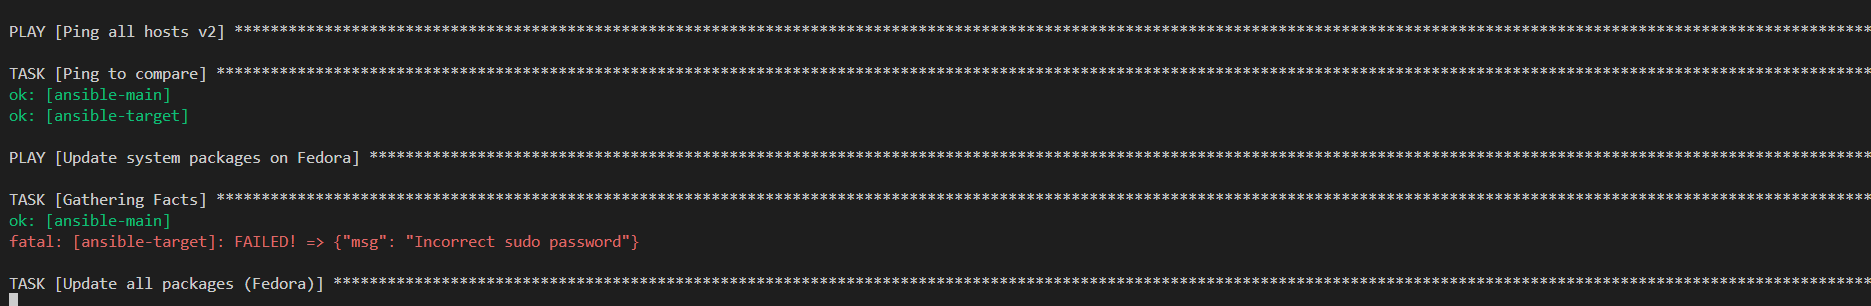 PLAY [Ping all hosts v2] ****************************************************************************************************************************************************************************************
TASK [Ping to compare] ******************************************************************************************************************************************************************************************
ok: [ansible-main]
ok: [ansible-target]
PLAY [Update system packages on Fedora] *************************************************************************************************************************************************************************
TASK [Gathering Facts] ******************************************************************************************************************************************************************************************
ok: [ansible-main]
fatal: [ansible-target]: FAILED! => {"msg": "Incorrect sudo password"}
TASK [Update all packages (Fedora)] *****************************************************************************************************************************************************************************